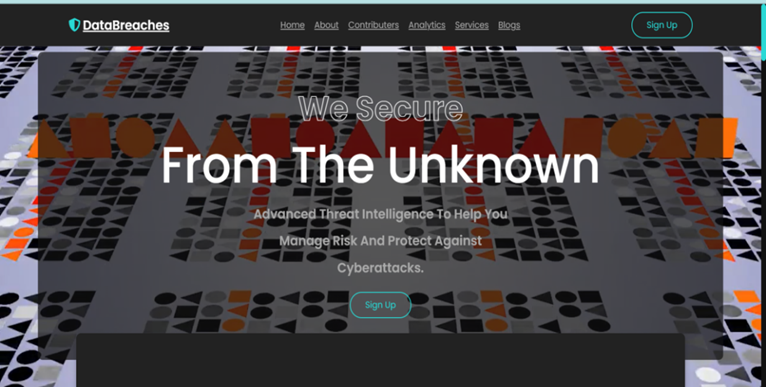 DataBreaches
Home About Contributers Analytics Services Blogs
Sign Up
We Secure
From The Unknown
Advanced Threat Intelligence To Help You
Manage Risk And Protect Against
Cyberattacks.
Sign Up